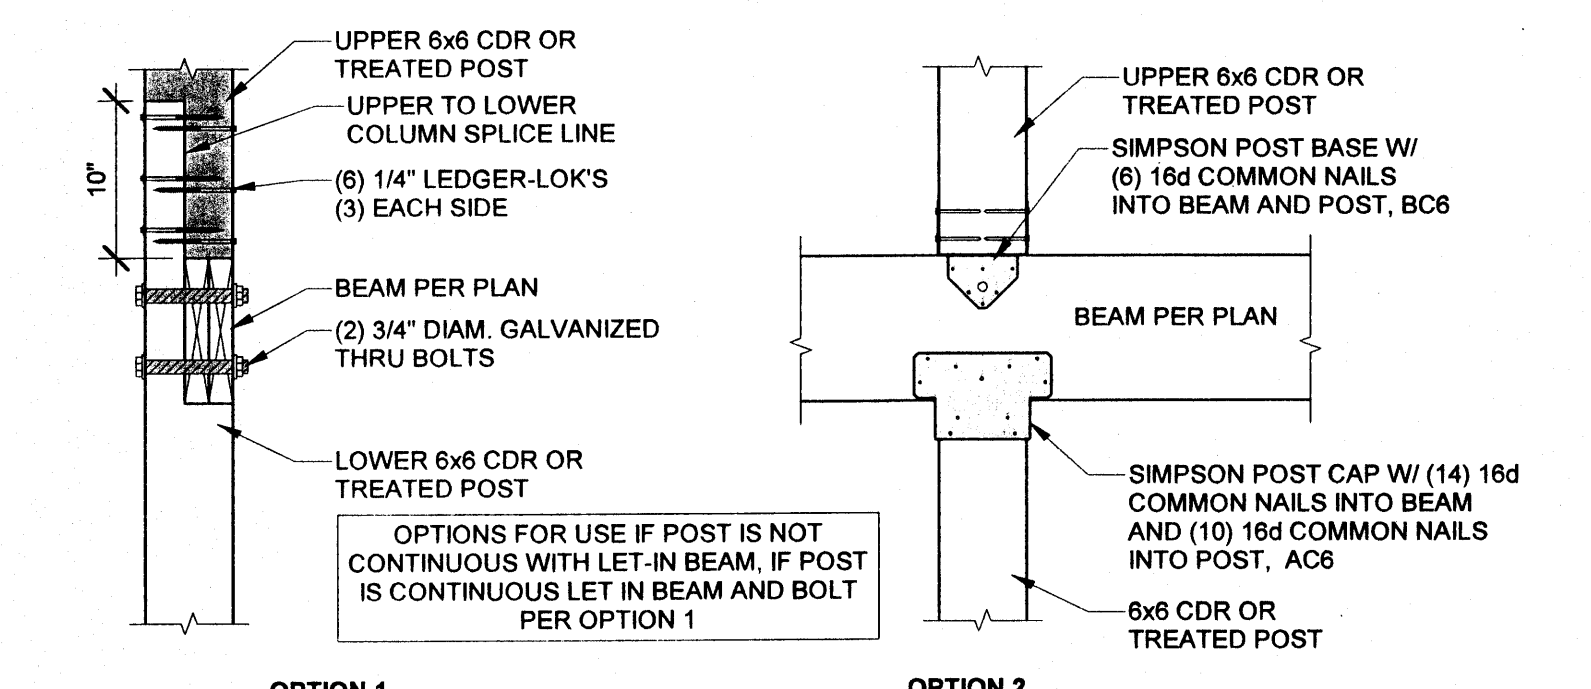 UPPER 6x6 CDR OR
TREATED POST
UPPER TO LOWER
COLUMN SPLICE LINE
10"
(6) 1/4" LEDGER-LOK'S
(3) EACH SIDE
BEAM PER PLAN
(2) 3/4" DIAM. GALVANIZED
THRU BOLTS
LOWER 6x6 CDR OR
TREATED POST
OPTIONS FOR USE IF POST IS NOT
CONTINUOUS WITH LET-IN BEAM, IF POST
IS CONTINUOUS LET IN BEAM AND BOLT
PER OPTION 1
OPTION 1
UPPER 6x6 CDR OR
TREATED POST
SIMPSON POST BASE W/
(6) 16d COMMON NAILS
INTO BEAM AND POST, BC6
BEAM PER PLAN
SIMPSON POST CAP W/ (14) 16d
COMMON NAILS INTO BEAM
AND (10) 16d COMMON NAILS
INTO POST, AC6
6x6 CDR OR
TREATED POST
OPTION 2